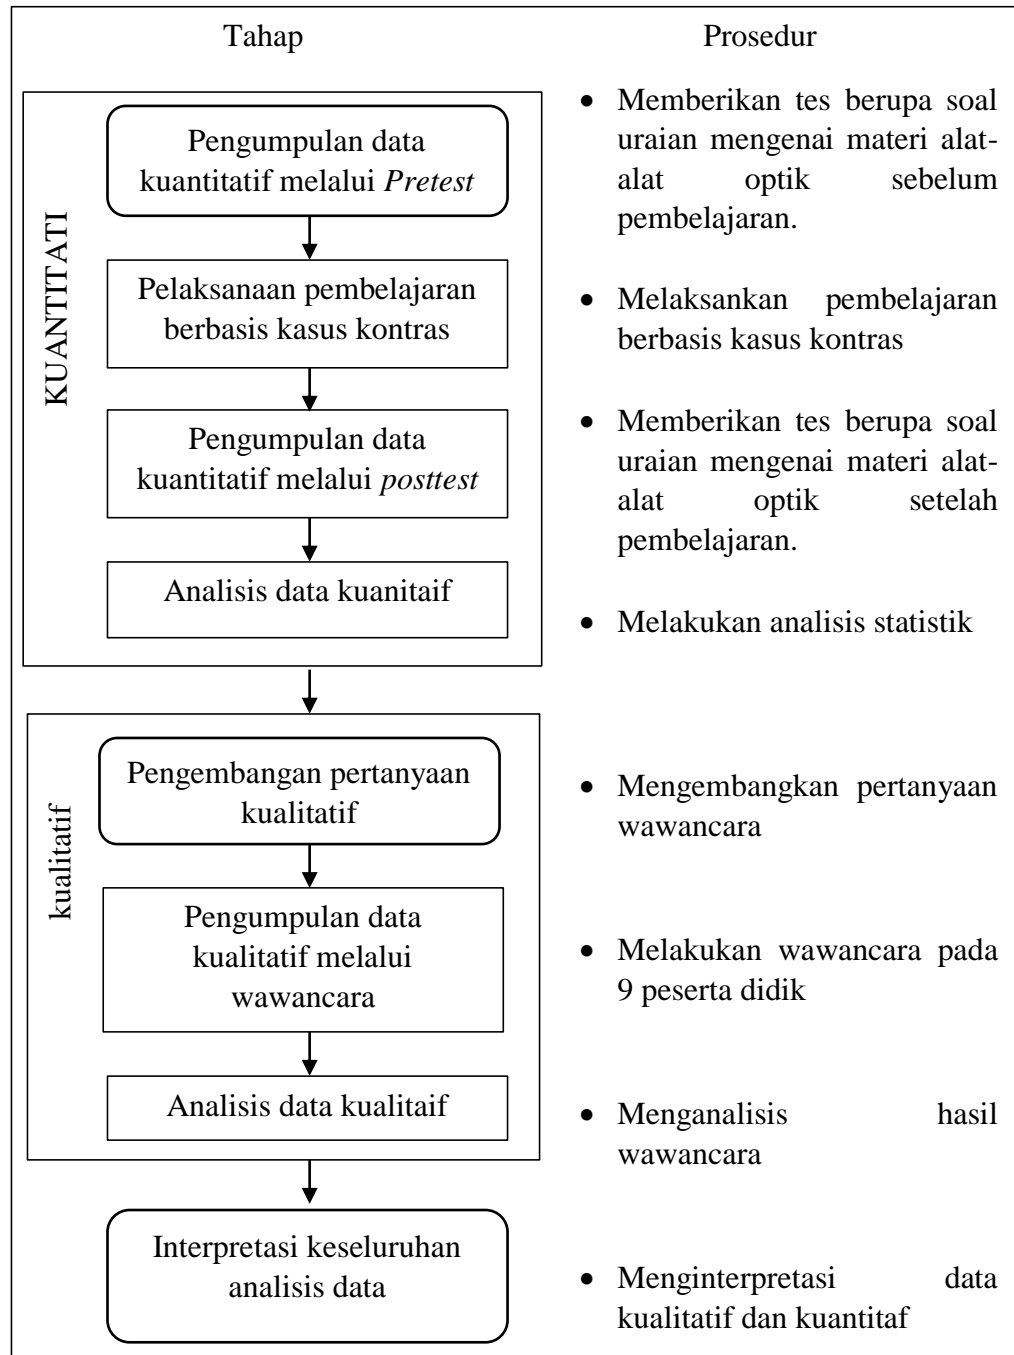 Tahap
Prosedur
KUANTITATI
Pengumpulan data
kuantitatif melalui Pretest
Pelaksanaan pembelajaran
berbasis kasus kontras
Pengumpulan data
kuantitatif melalui posttest
Analisis data kuanitaif
kualitatif
Pengembangan pertanyaan
kualitatif
Pengumpulan data
kualitatif melalui
wawancara
Analisis data kualitaif
Interpretasi keseluruhan
analisis data
• Memberikan tes berupa soal
uraian mengenai materi alat-
alat optik sebelum
pembelajaran.
• Melaksankan pembelajaran
berbasis kasus kontras
• Memberikan tes berupa soal
uraian mengenai materi alat-
alat optik setelah
pembelajaran.
• Melakukan analisis statistik
• Mengembangkan pertanyaan
wawancara
• Melakukan wawancara pada
9 peserta didik
• Menganalisis hasil
wawancara
• Menginterpretasi data
kualitatif dan kuantitaf